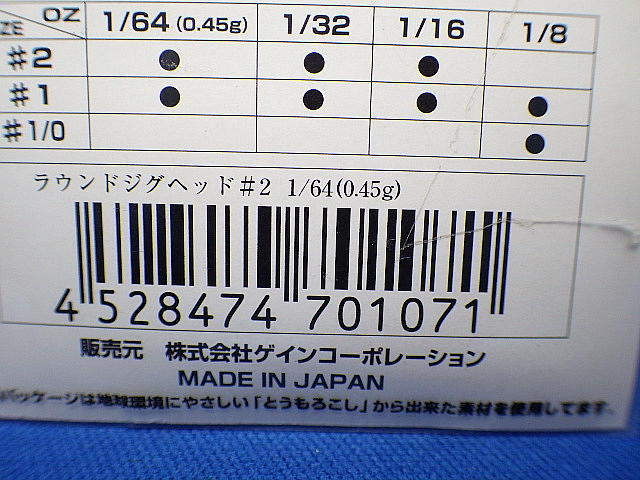 OZ 1/64 (0.45g) 1/32 1/16 1/8
ZE
#2 ● ● ●
#1 ● ● ● ●
#1/0 ●
ラウンドジグヘッド#2 1/64(0.45g)
4 528474 701071
販売元 株式会社ゲインコーポレーション
MADE IN JAPAN
パッケージは地球環境にやさしい「とうもろこし」から出来た素材を使用してます。